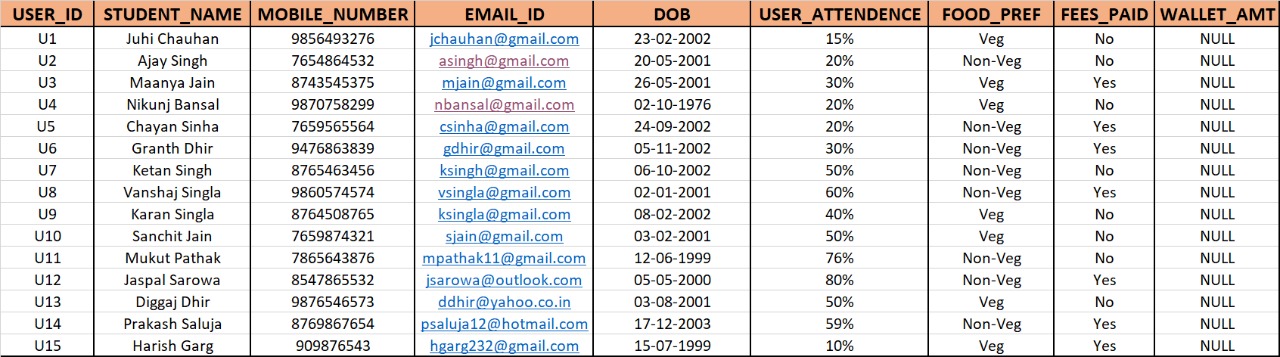 USER_ID STUDENT_NAME MOBILE_NUMBER EMAIL_ID DOB USER_ATTENDENCE FOOD_PREF FEES_PAID WALLET_AMT
U1 Juhi Chauhan 9856493276 jchauhan@gmail.com 23-02-2002 15% Veg No NULL
U2 Ajay Singh 7654864532 asingh@gmail.com 20-05-2001 20% Non-Veg No NULL
U3 Maanya Jain 8743545375 mjain@gmail.com 26-05-2001 30% Veg Yes NULL
U4 Nikunj Bansal 9870758299 nbansal@gmail.com 02-10-1976 20% Veg No NULL
U5 Chayan Sinha 7659565564 csinha@gmail.com 24-09-2002 20% Non-Veg Yes NULL
U6 Granth Dhir 9476863839 gdhir@gmail.com 05-11-2002 30% Non-Veg Yes NULL
U7 Ketan Singh 8765463456 ksingh@gmail.com 06-10-2002 50% Non-Veg No NULL
U8 Vanshaj Singla 9860574574 vsingla@gmail.com 02-01-2001 60% Non-Veg Yes NULL
U9 Karan Singla 8764508765 ksingla@gmail.com 08-02-2002 40% Veg No NULL
U10 Sanchit Jain 7659874321 sjain@gmail.com 03-02-2001 50% Veg No NULL
U11 Mukut Pathak 7865643876 mpathak11@gmail.com 12-06-1999 76% Non-Veg No NULL
U12 Jaspal Sarowa 8547865532 jsarowa@outlook.com 05-05-2000 80% Non-Veg Yes NULL
U13 Diggaj Dhir 9876546573 ddhir@yahoo.co.in 03-08-2001 50% Veg No NULL
U14 Prakash Saluja 8769867654 psaluja12@hotmail.com 17-12-2003 59% Non-Veg Yes NULL
U15 Harish Garg 909876543 hgarg232@gmail.com 15-07-1999 10% Veg Yes NULL